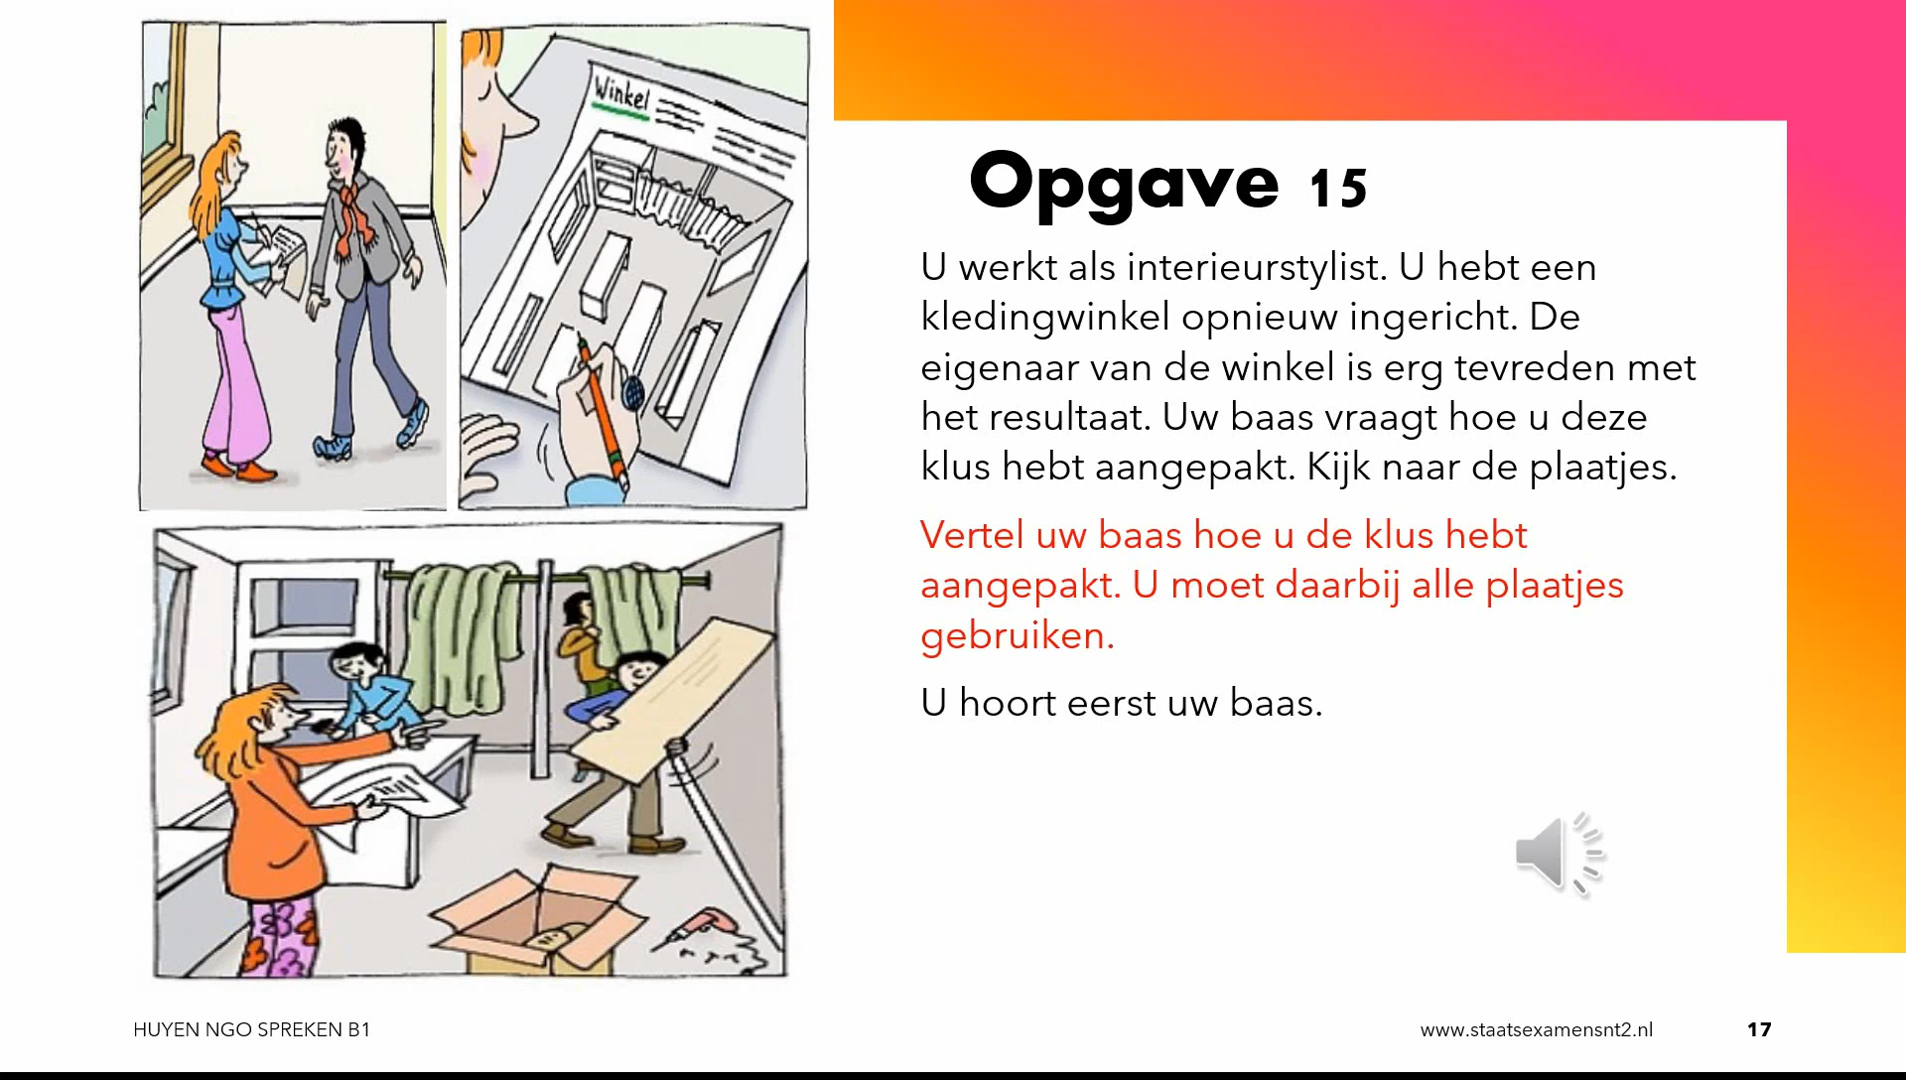 Winkel
Opgave 15
U werkt als interieurstylist. U hebt een
kledingwinkel opnieuw ingericht. De
eigenaar van de winkel is erg tevreden met
het resultaat. Uw baas vraagt hoe u deze
klus hebt aangepakt. Kijk naar de plaatjes.
Vertel uw baas hoe u de klus hebt
aangepakt. U moet daarbij alle plaatjes
gebruiken.
U hoort eerst uw baas.
HUYEN NGO SPREKEN B1
www.staatsexamensnt2.nl
17